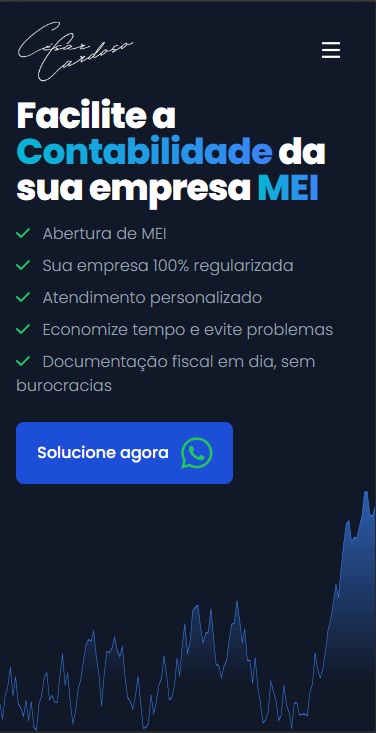 César
Cardoso
Facilite a
Contabilidade da
sua empresa MEI
Abertura de MEI
Sua empresa 100% regularizada
Atendimento personalizado
Economize tempo e evite problemas
Documentação fiscal em dia, sem
burocracias
Solucione agora